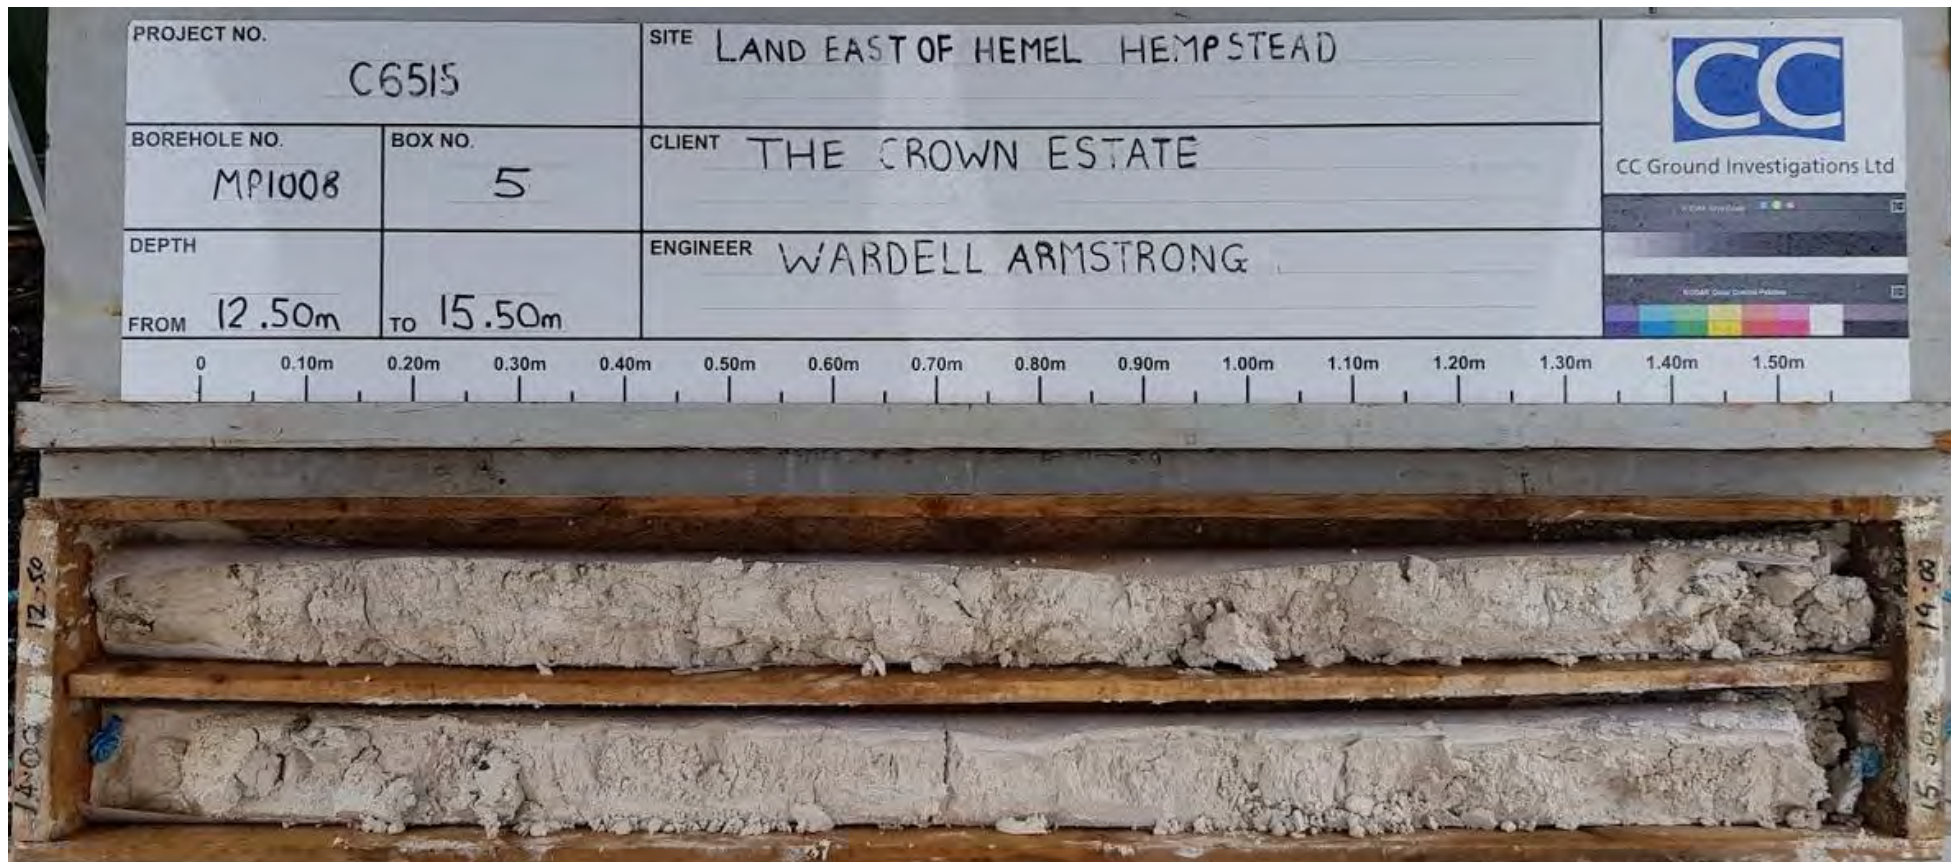 PROJECT NO.
C6515
SITE LAND EAST OF HEMEL HEMPSTEAD
BOREHOLE NO.
MP1008
BOX NO.
5
CLIENT THE CROWN ESTATE
DEPTH
FROM 12.50m TO 15.50m
ENGINEER WARDELL ARMSTRONG
CC
CC Ground Investigations Ltd
0 0.10m 0.20m 0.30m 0.40m 0.50m 0.60m 0.70m 0.80m 0.90m 1.00m 1.10m 1.20m 1.30m 1.40m 1.50m
12.50
14.00
14.00
15.50m